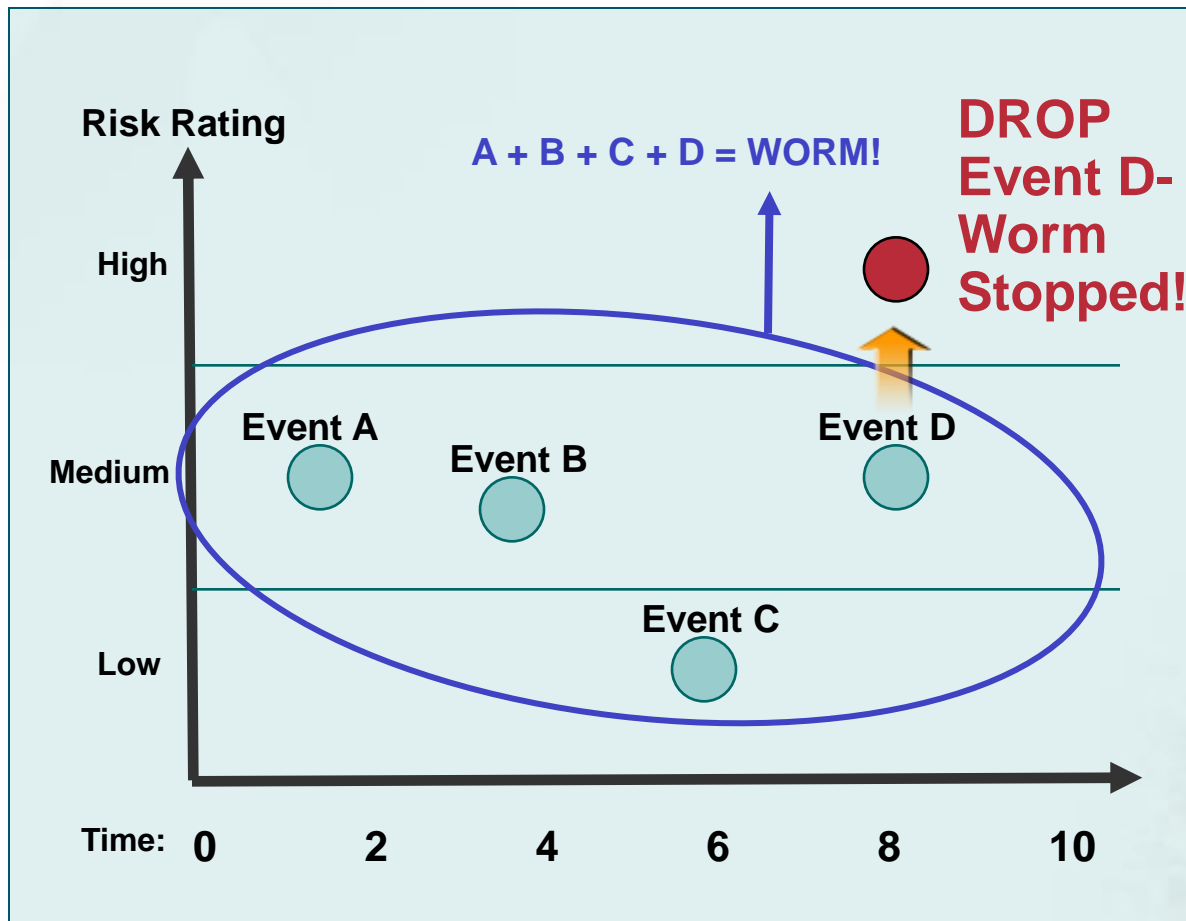 DROP
Event D-
Worm
Stopped!
Risk Rating
A + B + C + D = WORM!
High
Event A
Event B
Event D
Medium
Event C
Low
Time: 0 2 4 6 8 10